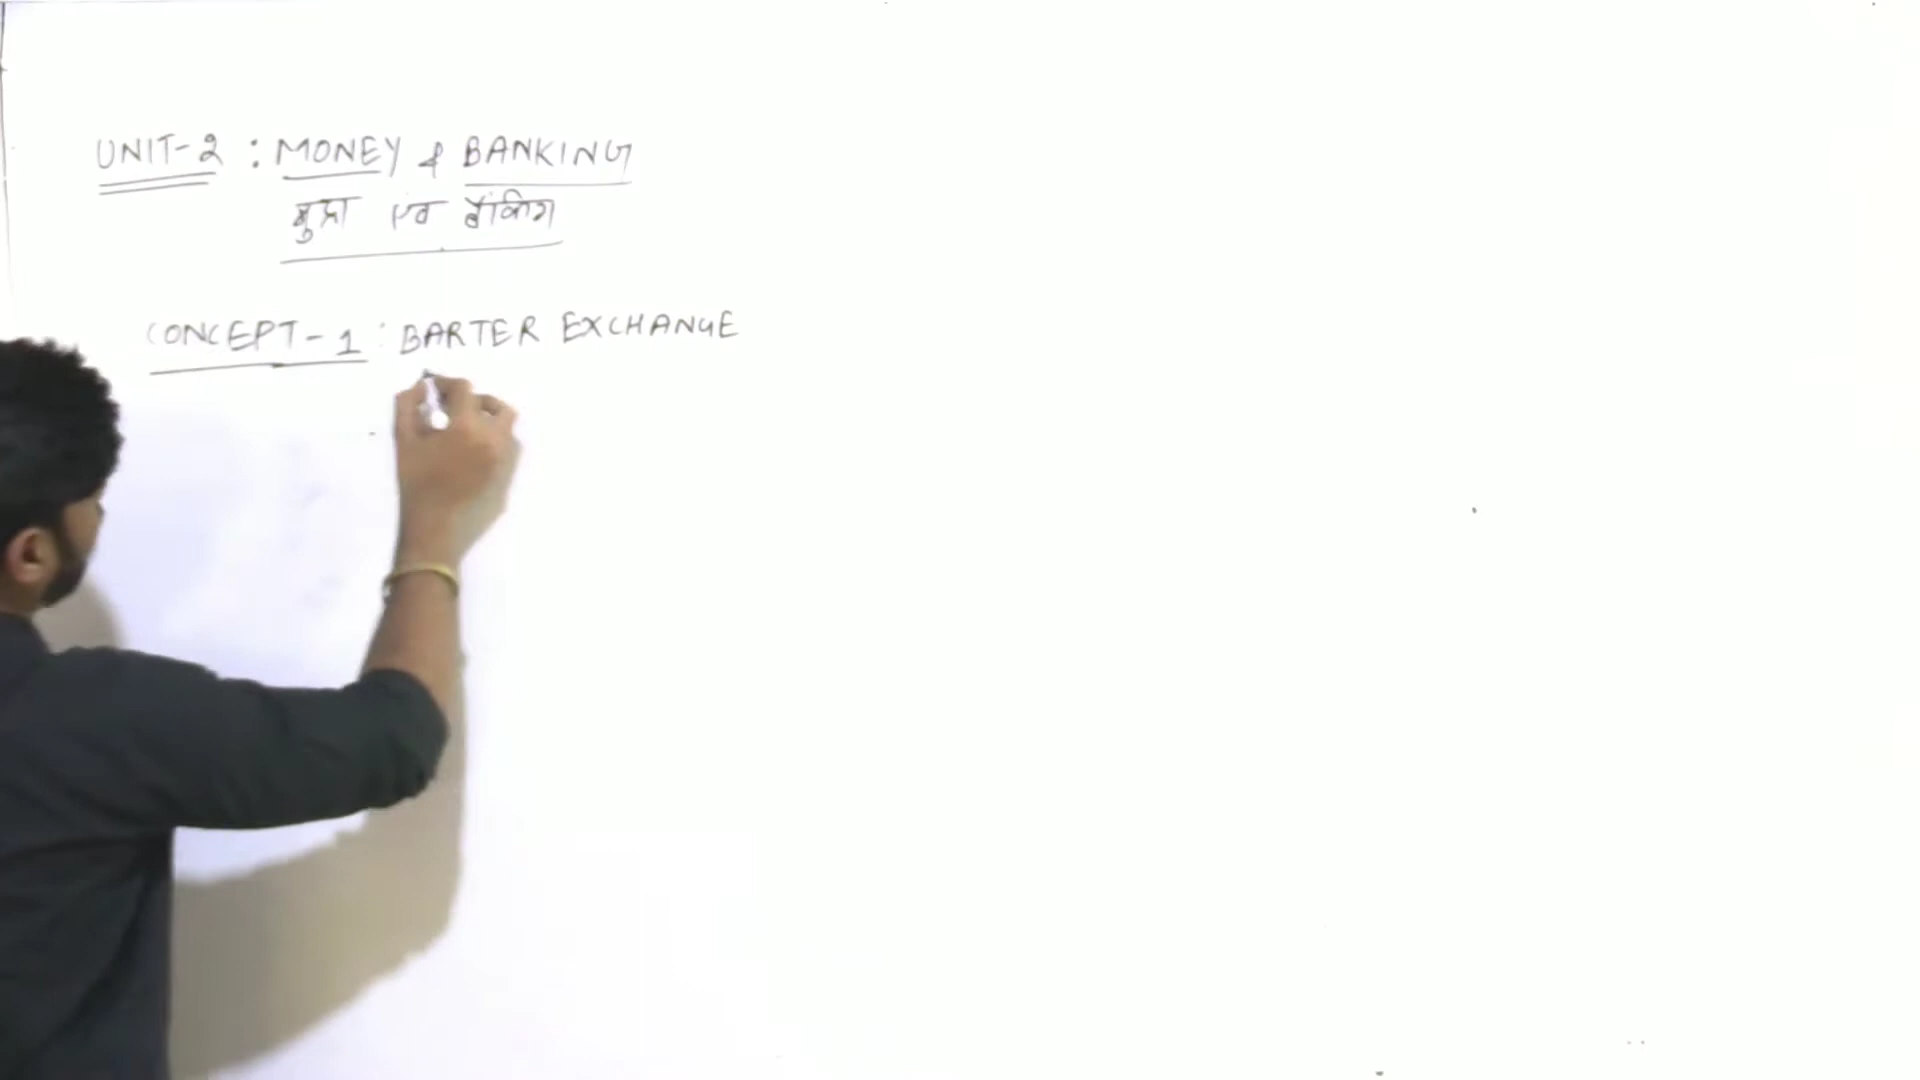 UNIT-2 : MONEY & BANKING
मुद्रा एवं बैंकिंग
CONCEPT-1 : BARTER EXCHANGE